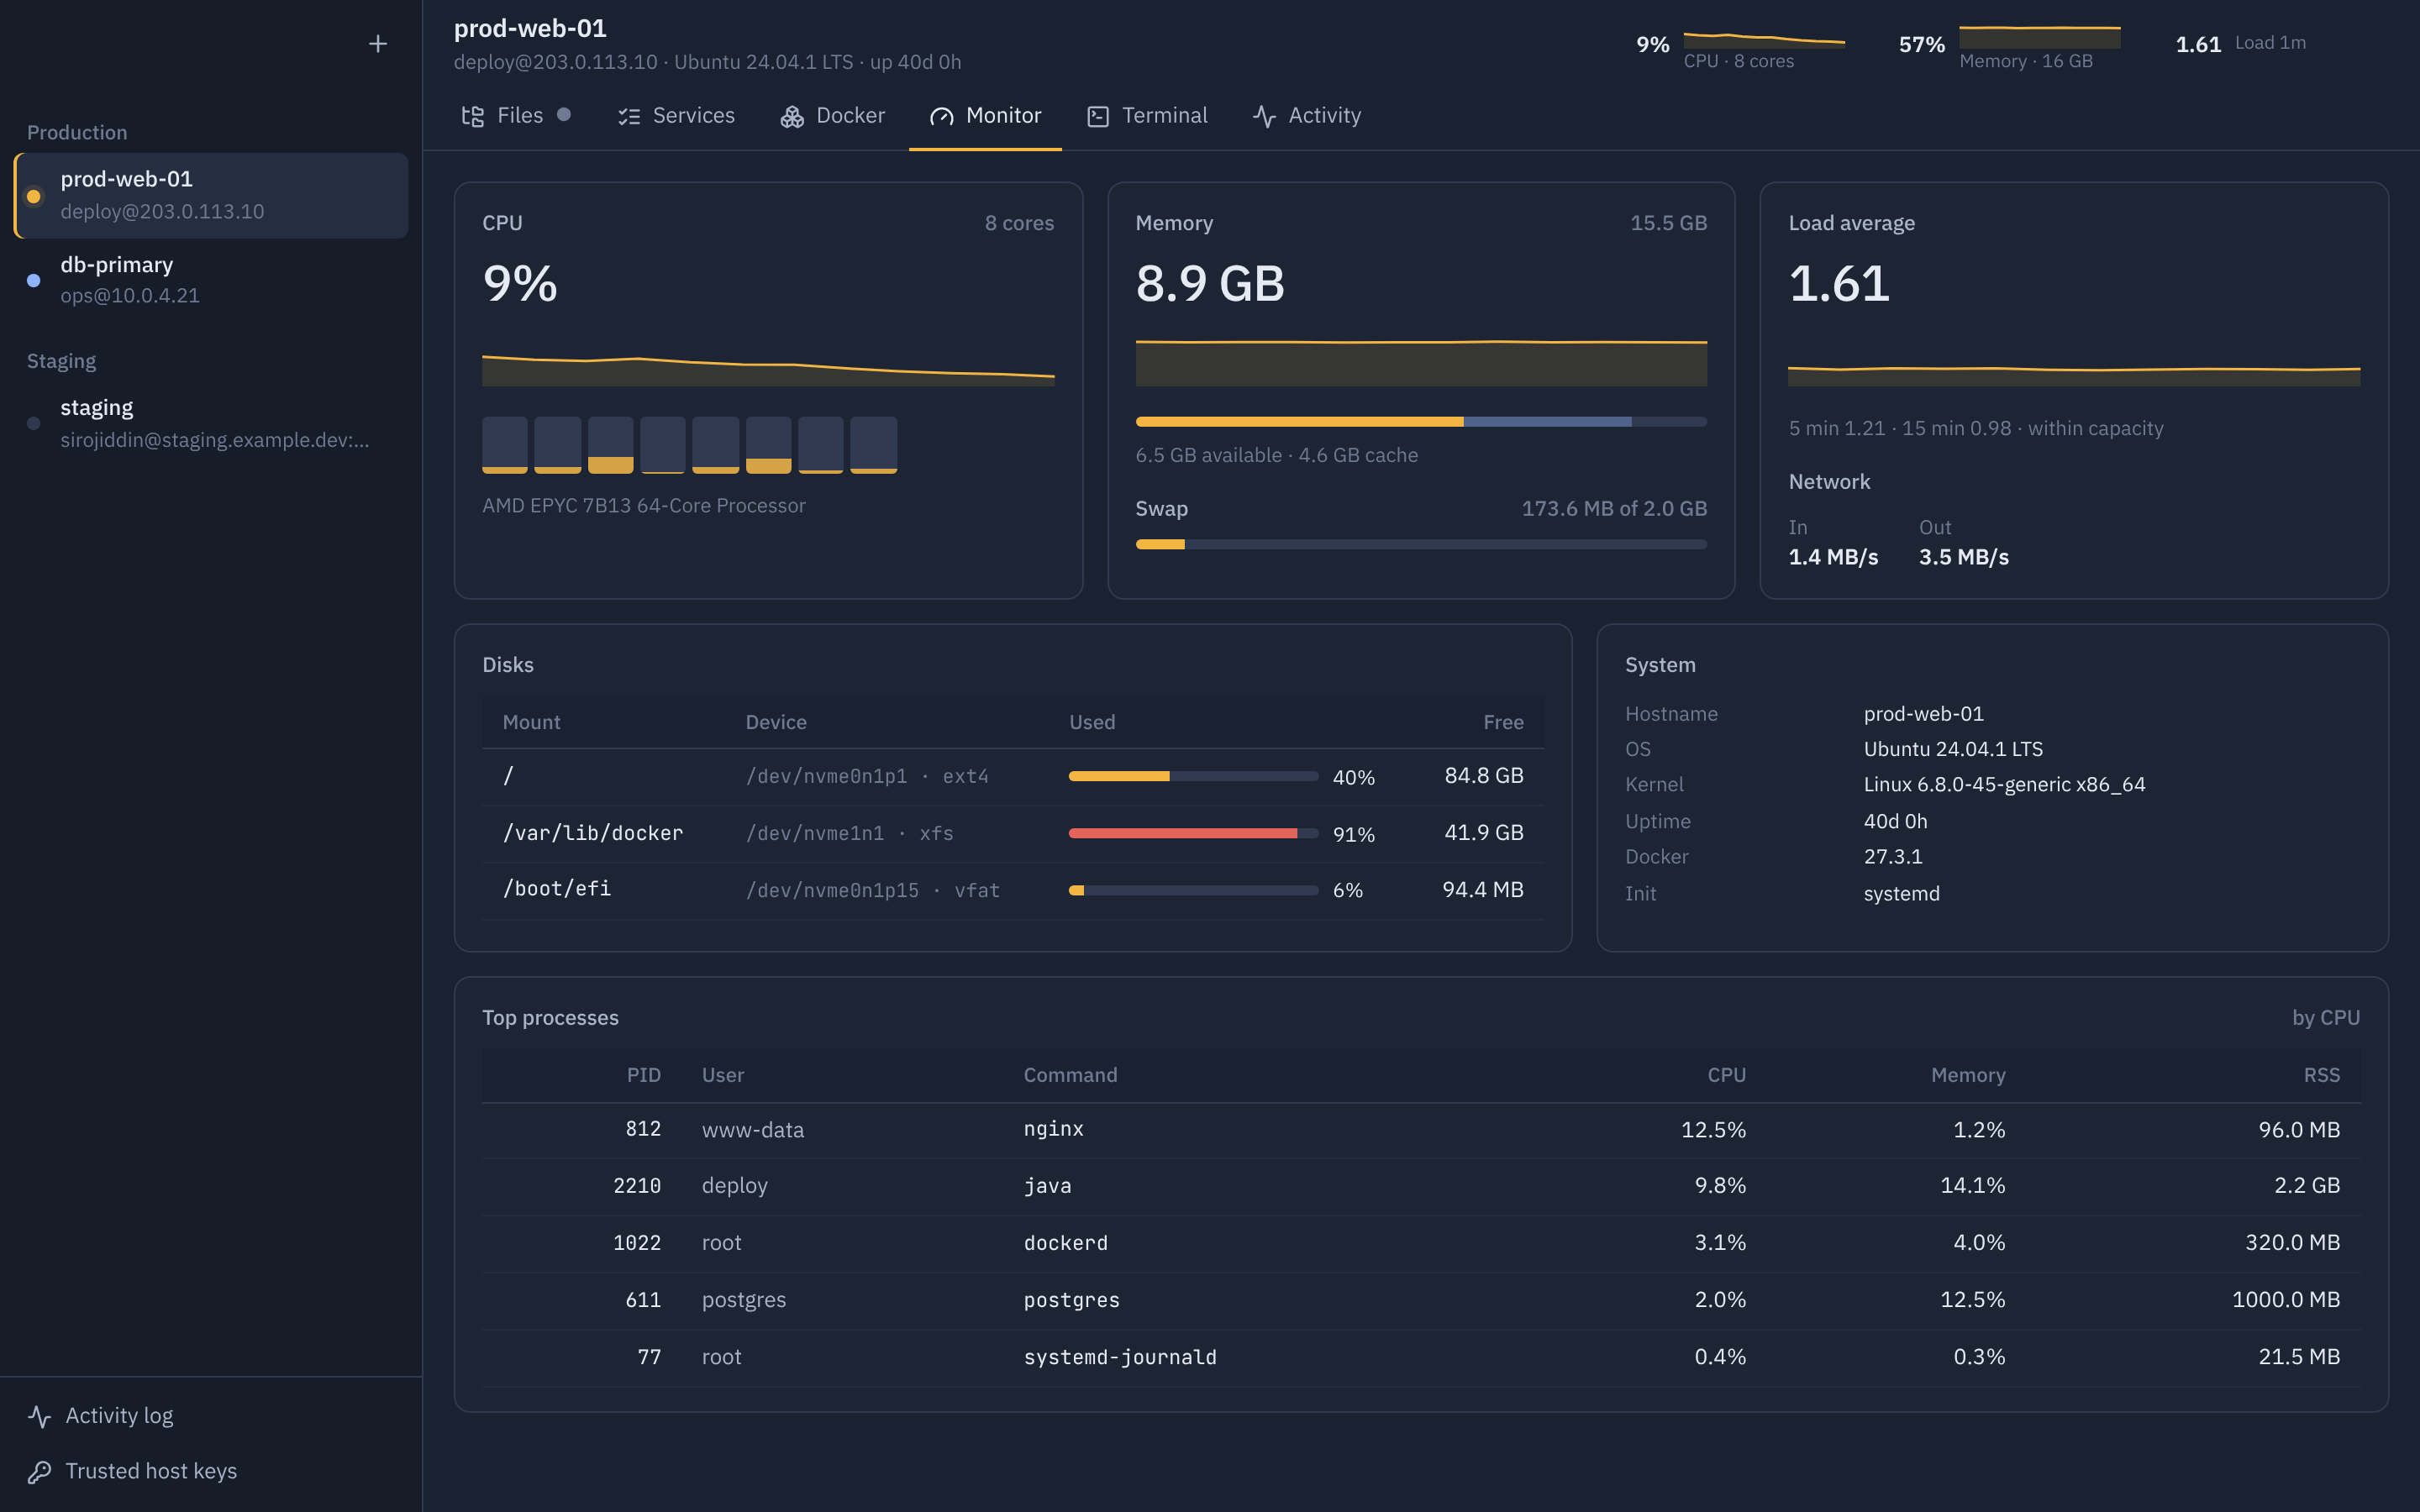 Production
prod-web-01
deploy@203.0.113.10
db-primary
ops@10.0.4.21
Staging
staging
sirojiddin@staging.example.dev:...
Activity log
Trusted host keys
prod-web-01
deploy@203.0.113.10 · Ubuntu 24.04.1 LTS · up 40d 0h
9% CPU · 8 cores
57% Memory · 16 GB
1.61 Load 1m
Files Services Docker Monitor Terminal Activity
CPU 8 cores
9%
AMD EPYC 7B13 64-Core Processor
Memory 15.5 GB
8.9 GB
6.5 GB available · 4.6 GB cache
Swap 173.6 MB of 2.0 GB
Load average
1.61
5 min 1.21 · 15 min 0.98 · within capacity
Network
In Out
1.4 MB/s 3.5 MB/s
Disks
Mount Device Used Free
/ /dev/nvme0n1p1 · ext4 40% 84.8 GB
/var/lib/docker /dev/nvme1n1 · xfs 91% 41.9 GB
/boot/efi /dev/nvme0n1p15 · vfat 6% 94.4 MB
System
Hostname prod-web-01
OS Ubuntu 24.04.1 LTS
Kernel Linux 6.8.0-45-generic x86_64
Uptime 40d 0h
Docker 27.3.1
Init systemd
Top processes by CPU
PID User Command CPU Memory RSS
812 www-data nginx 12.5% 1.2% 96.0 MB
2210 deploy java 9.8% 14.1% 2.2 GB
1022 root dockerd 3.1% 4.0% 320.0 MB
611 postgres postgres 2.0% 12.5% 1000.0 MB
77 root systemd-journald 0.4% 0.3% 21.5 MB